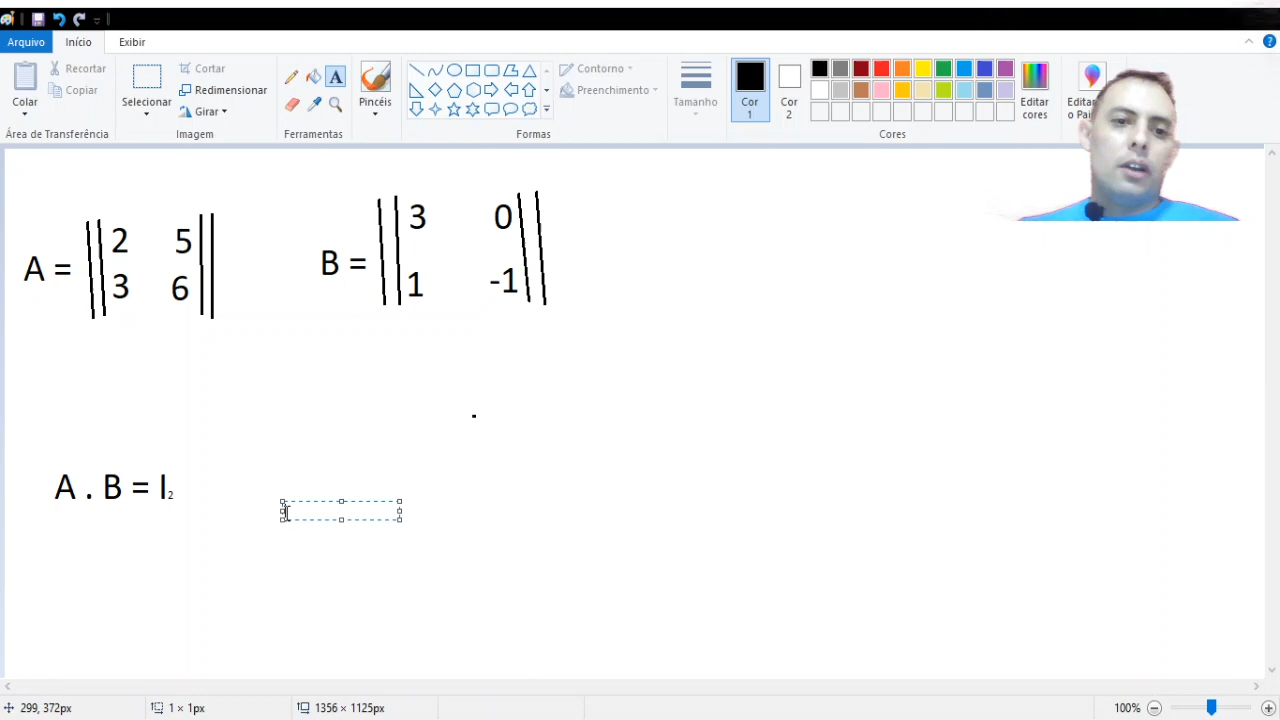 Arquivo Início Exibir
Colar
Recortar
Copiar
Área de Transferência
Selecionar
Cortar
Redimensionar
Girar
Imagem
A
Ferramentas
Pincéis
Contorno
Preenchimento
Formas
Tamanho
Cor 1
Cor 2
Cores
Editar cores
Editar
A = 2 5
3 6
B = 3 0
1 -1
A . B = I2
299, 372px 1 × 1px 1356 × 1125px 100%